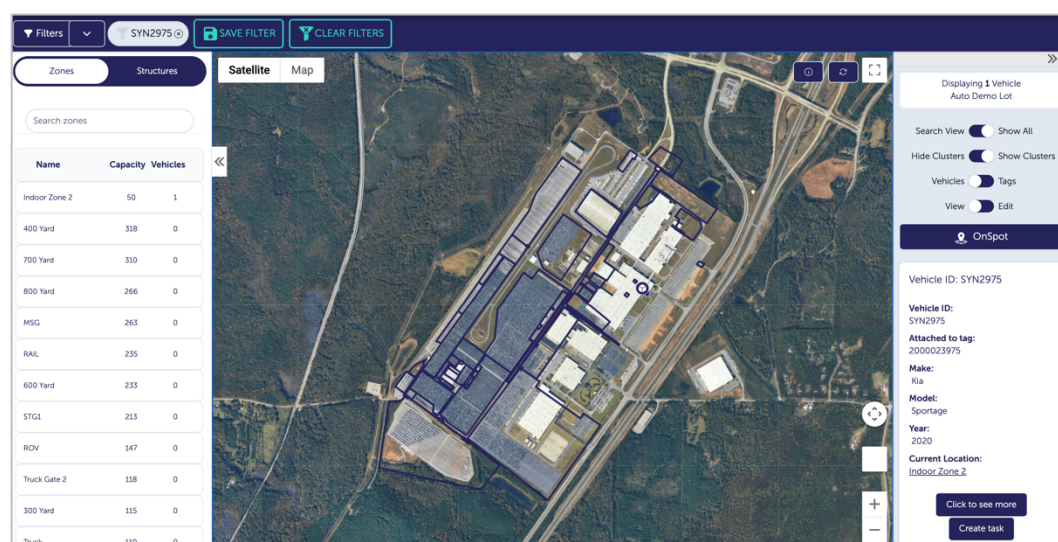 Filters
SYN2975
SAVE FILTER
CLEAR FILTERS
Zones Structures
Search zones
Name Capacity Vehicles
Indoor Zone 2 50 1
400 Yard 318 0
700 Yard 310 0
800 Yard 266 0
MSG 263 0
RAIL 235 0
600 Yard 233 0
STG1 213 0
ROV 147 0
Truck Gate 2 118 0
300 Yard 115 0
Truck 110 0
Satellite Map
Displaying 1 Vehicle
Auto Demo Lot
Search View Show All
Hide Clusters Show Clusters
Vehicles Tags
View Edit
OnSpot
Vehicle ID: SYN2975
Vehicle ID:
SYN2975
Attached to tag:
2000023975
Make:
Kia
Model:
Sportage
Year:
2020
Current Location:
Indoor Zone 2
Click to see more
Create task